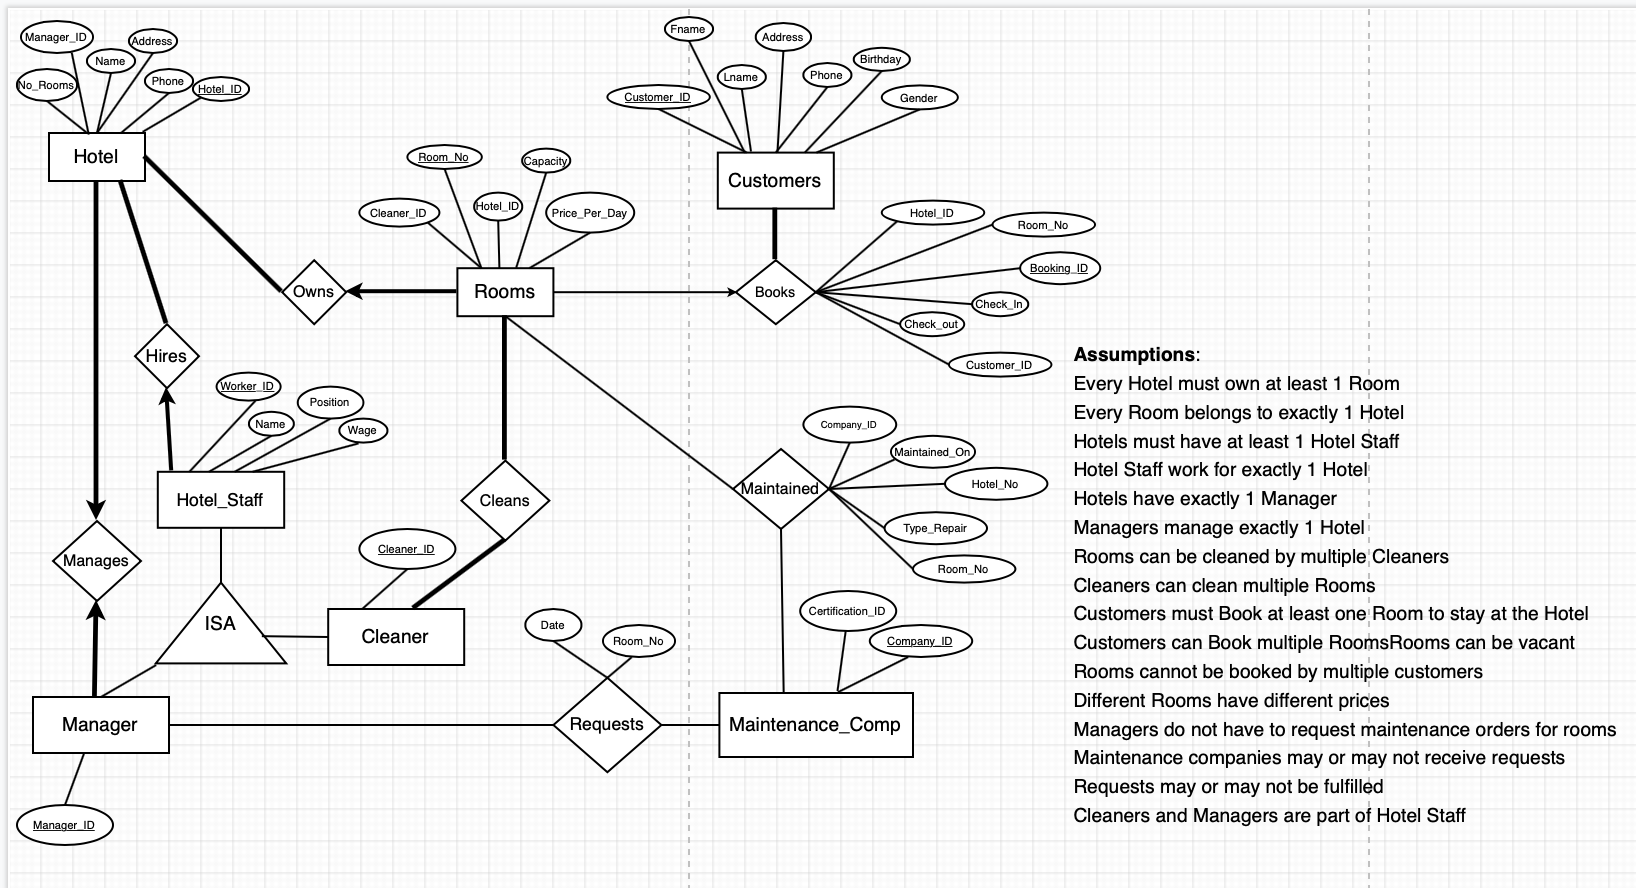 Manager_ID
Address
Name
No_Rooms
Phone
Hotel_ID
Hotel
Fname
Address
Lname
Phone
Birthday
Customer_ID
Gender
Customers
Room_No
Capacity
Cleaner_ID
Hotel_ID
Price_Per_Day
Owns
Rooms
Books
Hotel_ID
Room_No
Booking_ID
Check_In
Check_out
Customer_ID
Hires
Worker_ID
Position
Name
Wage
Hotel_Staff
Cleans
Company_ID
Maintained_On
Maintained
Hotel_No
Type_Repair
Room_No
Manages
Cleaner_ID
ISA
Cleaner
Date
Room_No
Certification_ID
Company_ID
Manager
Requests
Maintenance_Comp
Manager_ID
Assumptions:
Every Hotel must own at least 1 Room
Every Room belongs to exactly 1 Hotel
Hotels must have at least 1 Hotel Staff
Hotel Staff work for exactly 1 Hotel
Hotels have exactly 1 Manager
Managers manage exactly 1 Hotel
Rooms can be cleaned by multiple Cleaners
Cleaners can clean multiple Rooms
Customers must Book at least one Room to stay at the Hotel
Customers can Book multiple RoomsRooms can be vacant
Rooms cannot be booked by multiple customers
Different Rooms have different prices
Managers do not have to request maintenance orders for rooms
Maintenance companies may or may not receive requests
Requests may or may not be fulfilled
Cleaners and Managers are part of Hotel Staff